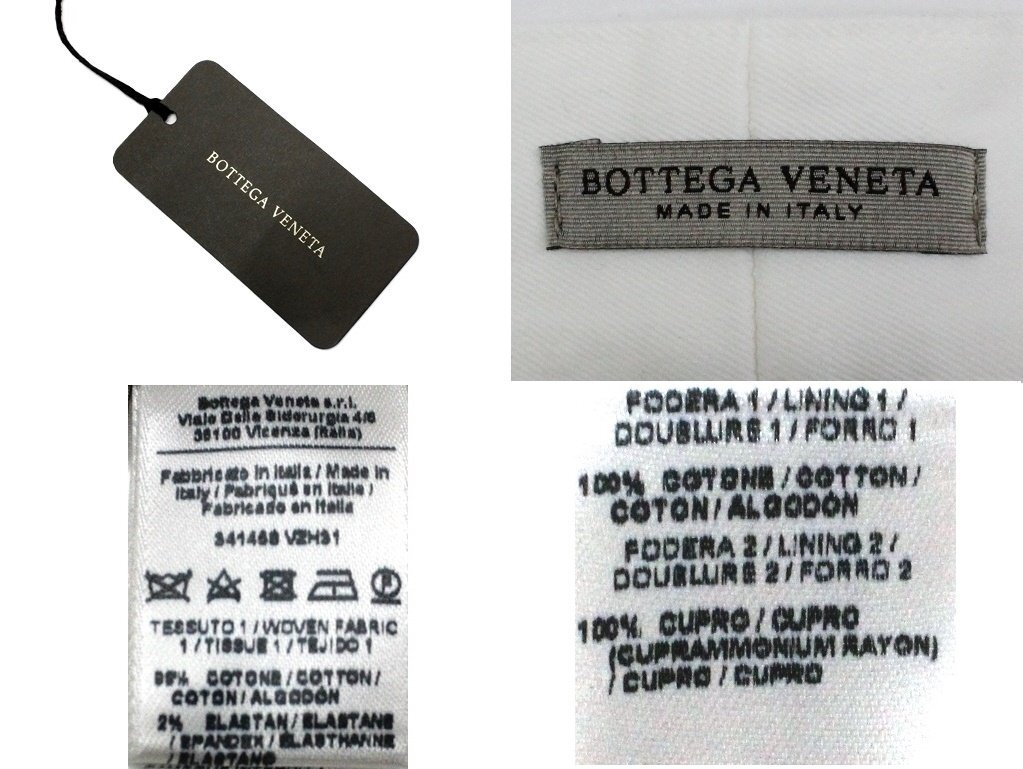 BOTTEGA VENETA
BOTTEGA VENETA
MADE IN ITALY
Bottega Veneta s.r.l.
Viale Della Siderurgia 4/6
36100 Vicenza (Italia)
Fabbricato in Italia / Made in
Italy / Fabriqué en Italie /
Fabricado en Italia
VZH31
TESSUTO 1 / WOVEN FABRIC
1 / TISSUE 1 / TEJIDO 1
98% COTONE / COTTON /
COTON / ALGODÓN
2% ELASTAN / ELASTANE
/ SPANDEX / ELASTHANNE
/ ELASTANO
FODERA 1 / LINING 1 /
DOUBLURE 1 / FORRO 1
100% COTONE / COTTON /
COTON / ALGODÓN
FODERA 2 / LINING 2 /
DOUBLURE 2 / FORRO 2
100% CUPRO / CUPRO
(CUPRAMMONIUM RAYON)
/ CUPRO / CUPRO